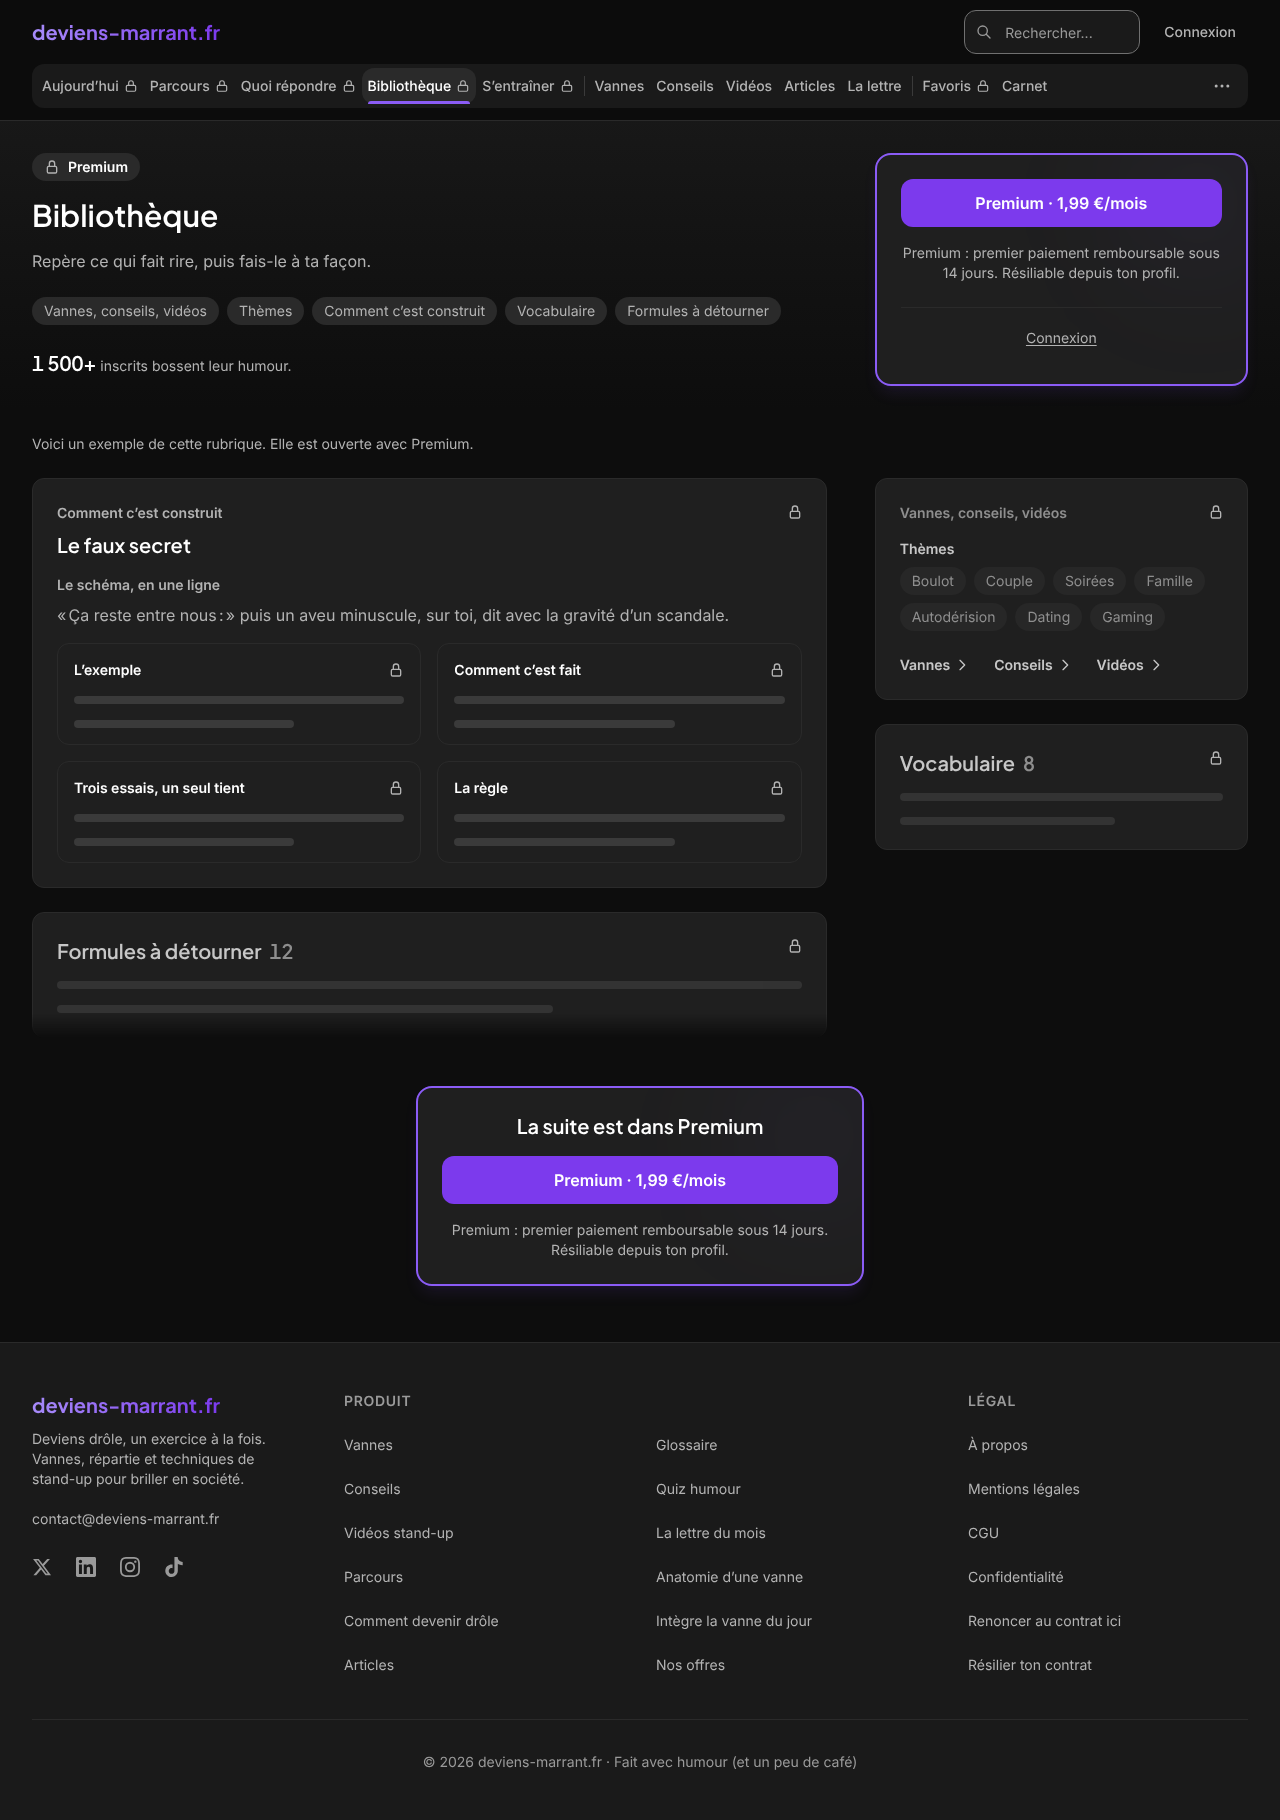 deviens-marrant.fr
Rechercher...
Connexion
Aujourd’hui
Parcours
Quoi répondre
Bibliothèque
S’entraîner
Vannes
Conseils
Vidéos
Articles
La lettre
Favoris
Carnet
Premium
Bibliothèque
Repère ce qui fait rire, puis fais-le à ta façon.
Vannes, conseils, vidéos
Thèmes
Comment c’est construit
Vocabulaire
Formules à détourner
1 500+ inscrits bossent leur humour.
Premium · 1,99 €/mois
Premium : premier paiement remboursable sous
14 jours. Résiliable depuis ton profil.
Connexion
Voici un exemple de cette rubrique. Elle est ouverte avec Premium.
Comment c’est construit
Le faux secret
Le schéma, en une ligne
« Ça reste entre nous : » puis un aveu minuscule, sur toi, dit avec la gravité d’un scandale.
L’exemple
Comment c’est fait
Trois essais, un seul tient
La règle
Formules à détourner 12
Vannes, conseils, vidéos
Thèmes
Boulot
Couple
Soirées
Famille
Autodérision
Dating
Gaming
Vannes
Conseils
Vidéos
Vocabulaire 8
La suite est dans Premium
Premium · 1,99 €/mois
Premium : premier paiement remboursable sous 14 jours.
Résiliable depuis ton profil.
deviens-marrant.fr
Deviens drôle, un exercice à la fois.
Vannes, répartie et techniques de
stand-up pour briller en société.
contact@deviens-marrant.fr
PRODUIT
Vannes
Conseils
Vidéos stand-up
Parcours
Comment devenir drôle
Articles
Glossaire
Quiz humour
La lettre du mois
Anatomie d’une vanne
Intègre la vanne du jour
Nos offres
LÉGAL
À propos
Mentions légales
CGU
Confidentialité
Renoncer au contrat ici
Résilier ton contrat
© 2026 deviens-marrant.fr · Fait avec humour (et un peu de café)